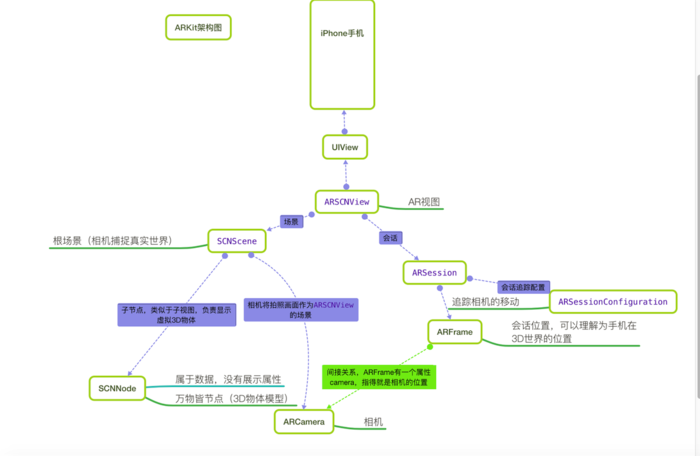 ARKit架构图
iPhone手机
UIView
ARSCNView
AR视图
场景
会话
根场景（相机捕捉真实世界）
SCNScene
ARSession
会话追踪配置
追踪相机的移动
ARSessionConfiguration
子节点，类似于子视图，负责显示
虚拟3D物体
相机将拍照画面作为ARSCNView
的场景
ARFrame
会话位置，可以理解为手机在
3D世界的位置
间接关系，ARFrame有一个属性
camera，指得就是相机的位置
SCNNode
属于数据，没有展示属性
万物皆节点（3D物体模型）
ARCamera
相机